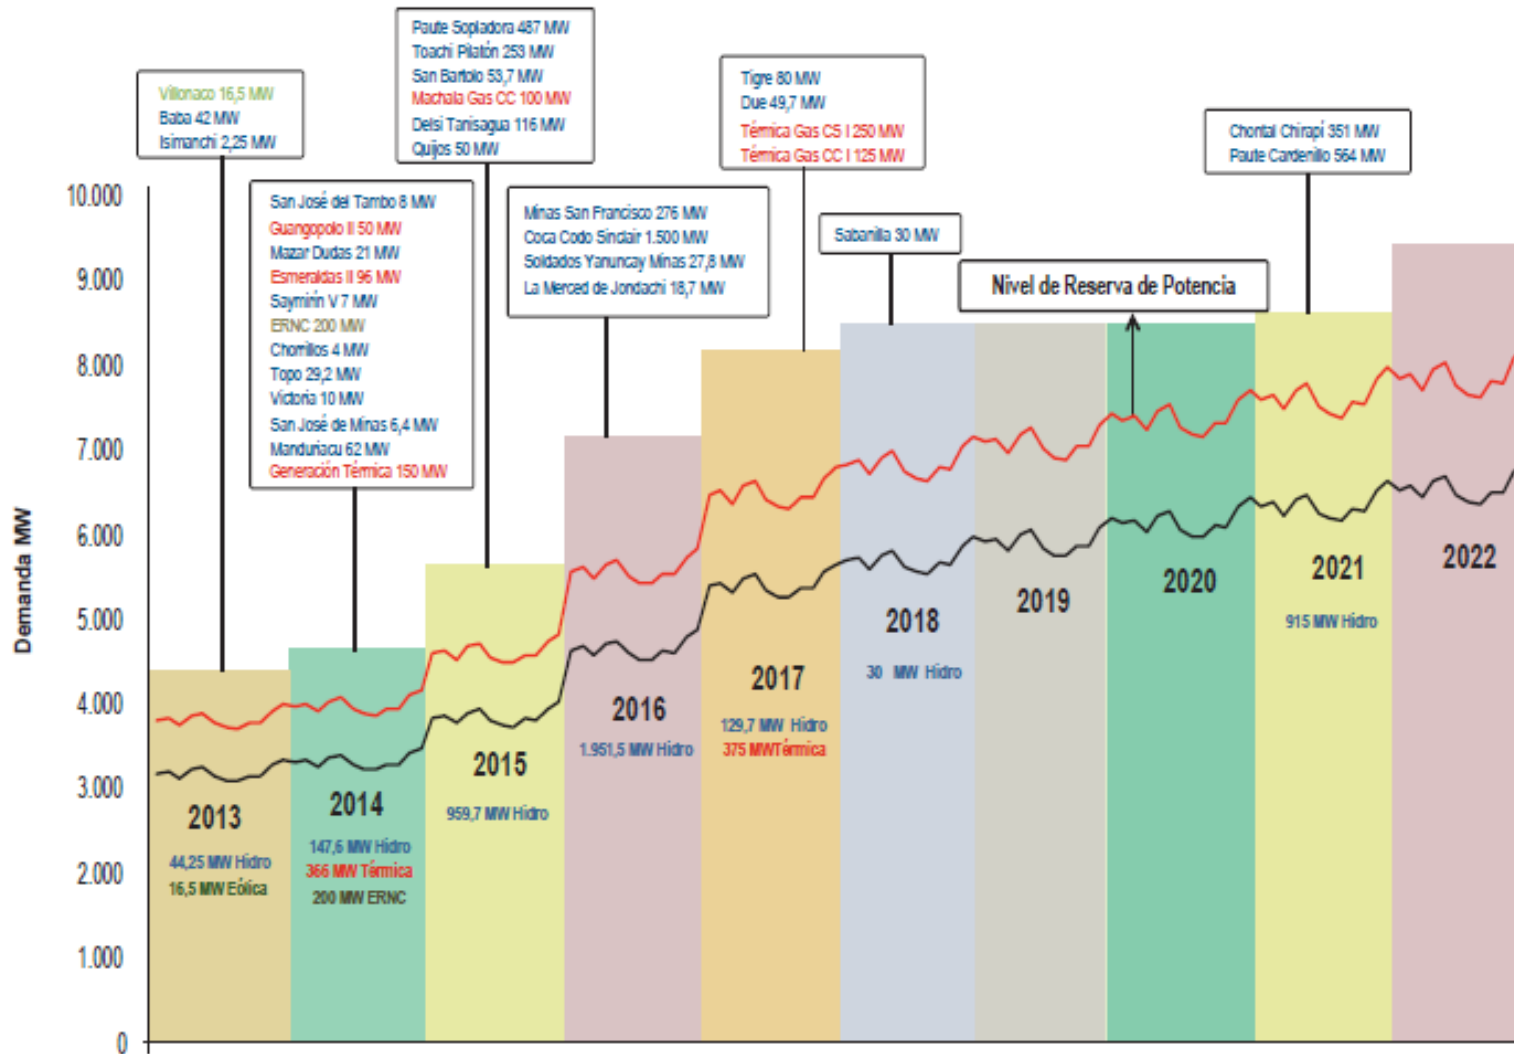 Villonaco 16,5 MW
Baba 42 MW
Isimanchi 2,25 MW
San José del Tambo 8 MW
Guangopolo II 50 MW
Mazar Dudas 21 MW
Esmeraldas II 96 MW
Saymirín V 7 MW
ERNC 200 MW
Chorrillos 4 MW
Topo 29,2 MW
Victoria 10 MW
San José de Minas 6,4 MW
Manduriacu 62 MW
Generación Térmica 150 MW
Paute Sopladora 487 MW
Toachi Pilatón 253 MW
San Bartolo 53,7 MW
Machala Gas CC 100 MW
Delsi Tanisagua 116 MW
Quijos 50 MW
Minas San Francisco 276 MW
Coca Codo Sinclair 1.500 MW
Soldados Yanuncay Minas 27,8 MW
La Merced de Jondachi 18,7 MW
Tigre 80 MW
Due 49,7 MW
Térmica Gas CS I 250 MW
Térmica Gas CC I 125 MW
Sabanilla 30 MW
Nivel de Reserva de Potencia
Chontal Chirapí 351 MW
Paute Cardenillo 564 MW
Demanda MW
10.000
9.000
8.000
7.000
6.000
5.000
4.000
3.000
2.000
1.000
0
2013
44,25 MW Hidro
16,5 MW Eólica
2014
147,6 MW Hidro
366 MW Térmica
200 MW ERNC
2015
959,7 MW Hidro
2016
1.951,5 MW Hidro
2017
129,7 MW Hidro
375 MWTérmica
2018
30 MW Hidro
2019
2020
2021
915 MW Hidro
2022